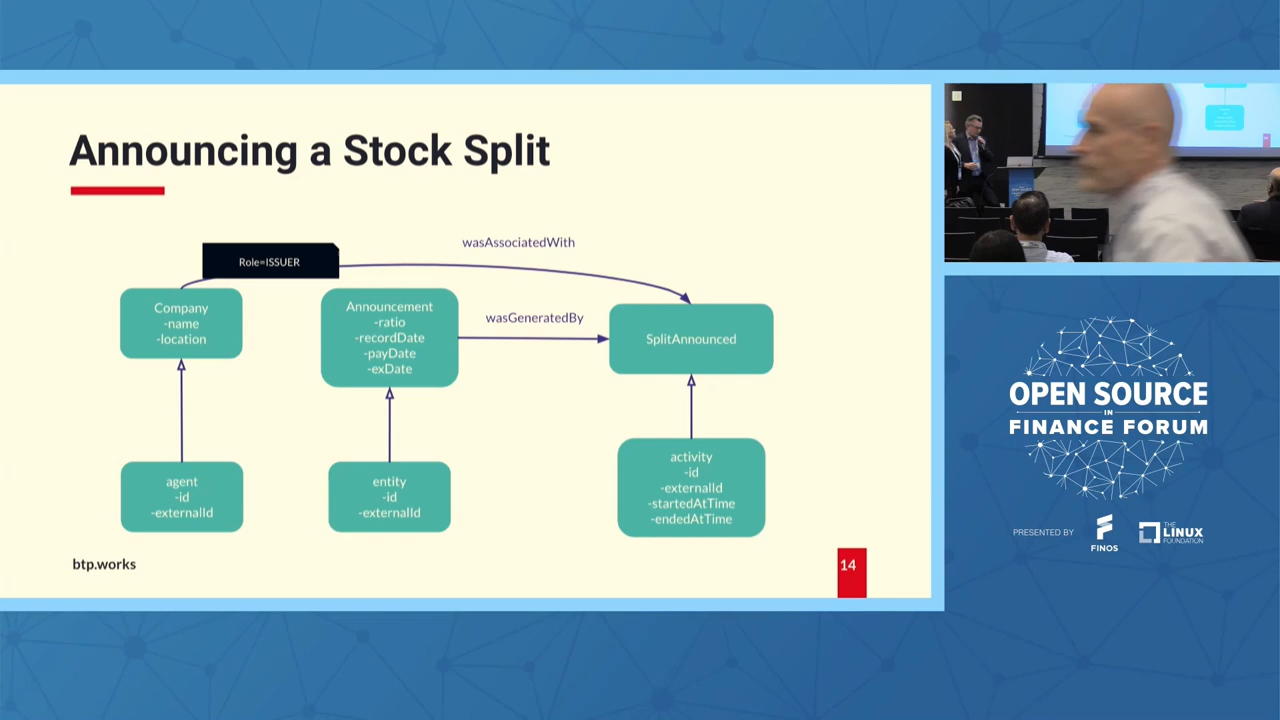 Announcing a Stock Split
wasAssociatedWith
Role=ISSUER
Company
-name
-location
Announcement
-ratio
-recordDate
-payDate
-exDate
wasGeneratedBy
SplitAnnounced
agent
-id
-externalId
entity
-id
-externalId
activity
-id
-externalId
-startedAtTime
-endedAtTime
btp.works
14
OPEN SOURCE
IN
FINANCE FORUM
PRESENTED BY
FINOS
THE
LINUX
FOUNDATION